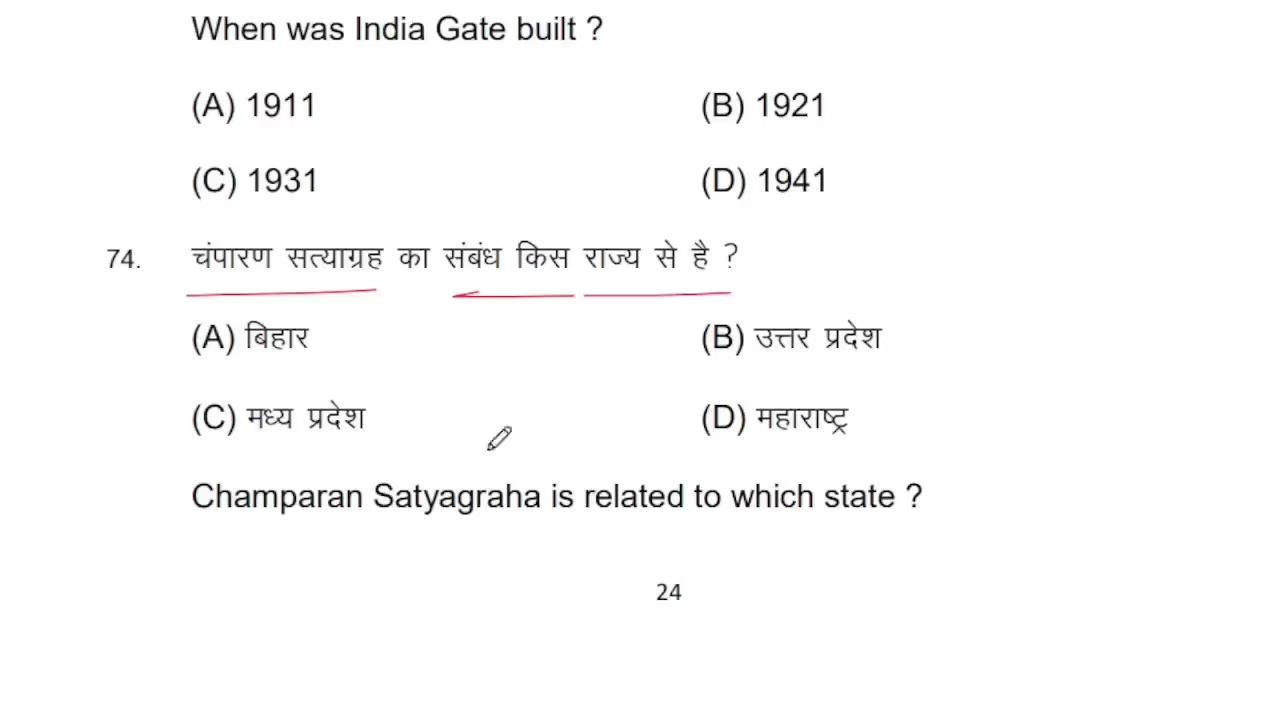 When was India Gate built ?
(A) 1911 (B) 1921
(C) 1931 (D) 1941
74. चंपारण सत्याग्रह का संबंध किस राज्य से है ?
(A) बिहार (B) उत्तर प्रदेश
(C) मध्य प्रदेश (D) महाराष्ट्र
Champaran Satyagraha is related to which state ?
24